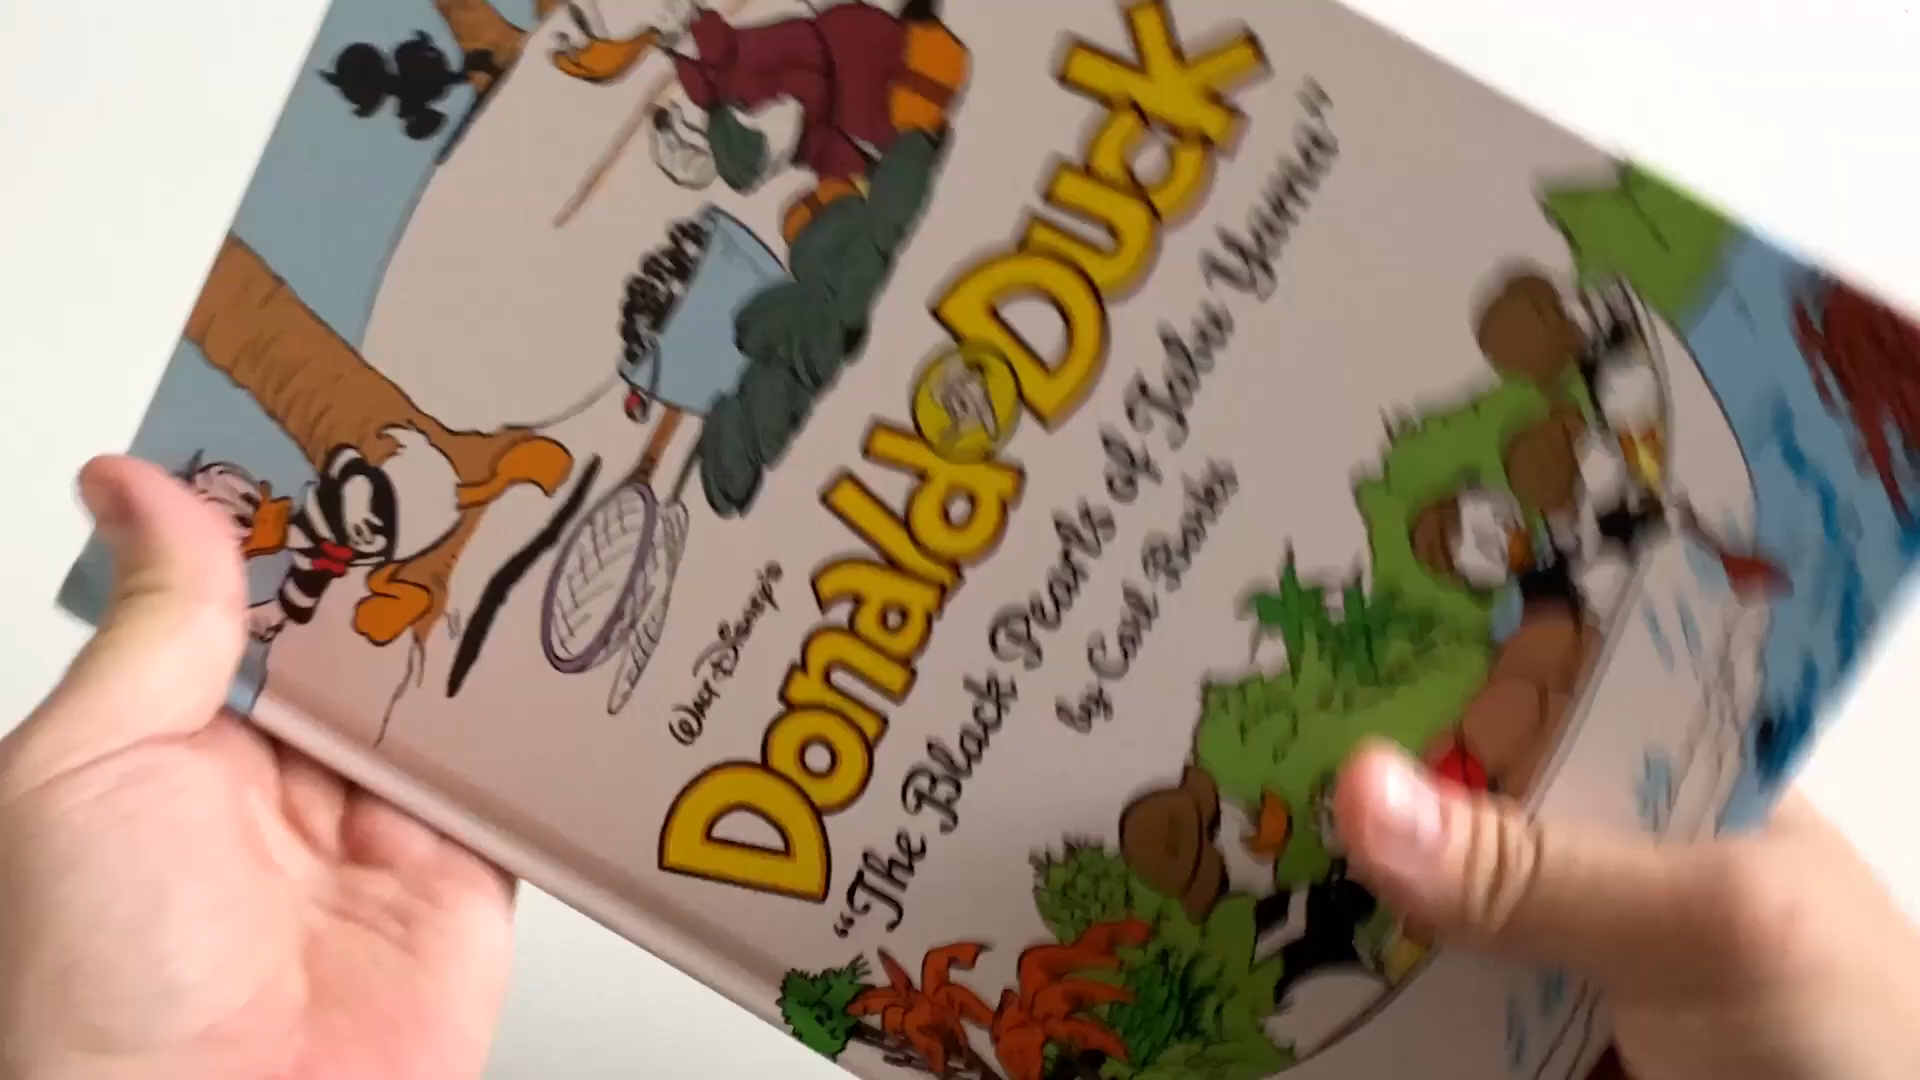 Walt Disney's
Donald Duck
"The Black Pearls of Tabu Yama"
by Carl Barks